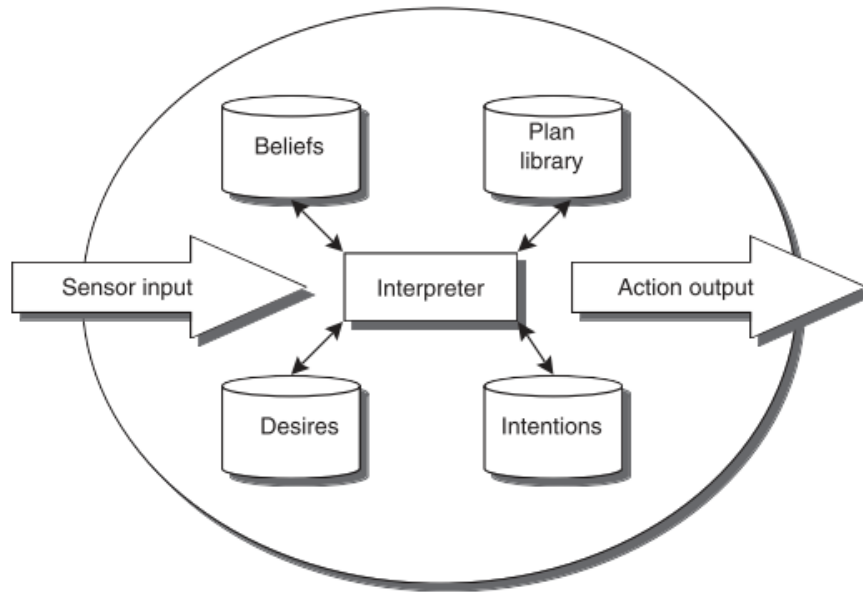 Beliefs
Plan
library
Sensor input
Interpreter
Action output
Desires
Intentions